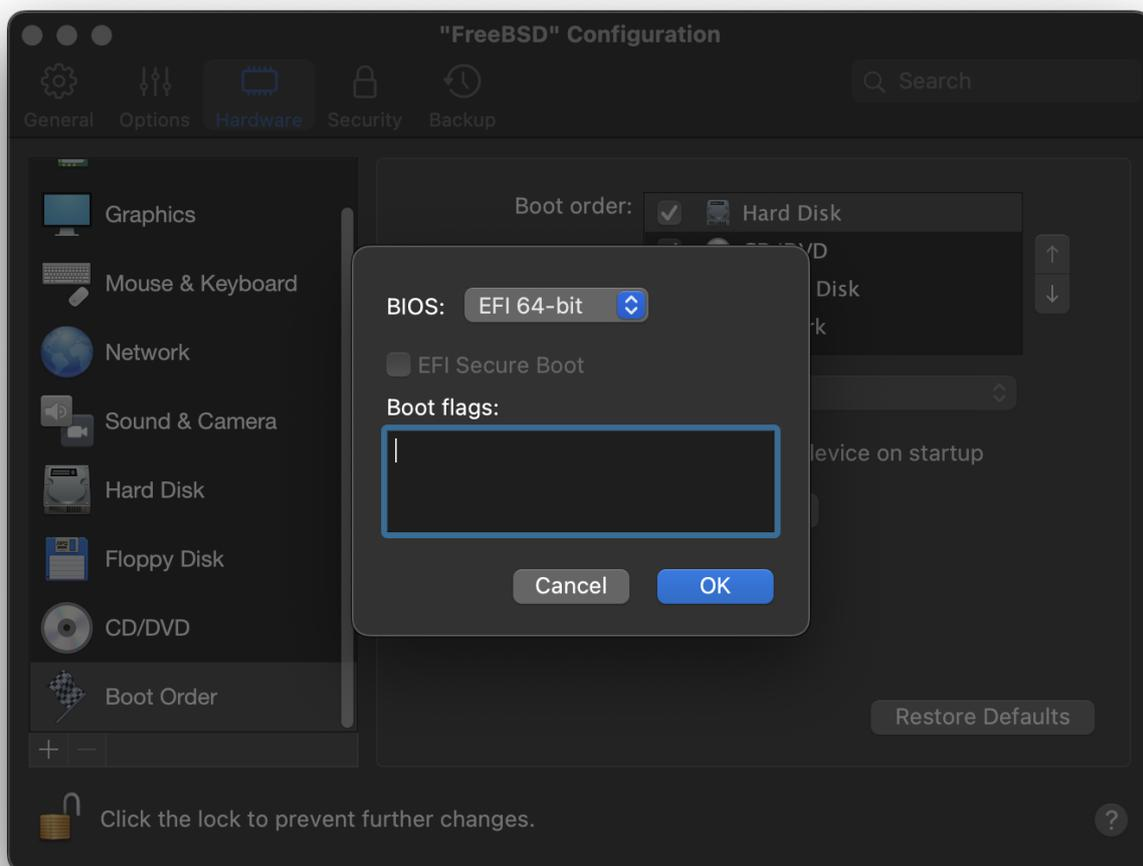 "FreeBSD" Configuration
General
Options
Hardware
Security
Backup
Search
Graphics
Mouse & Keyboard
Network
Sound & Camera
Hard Disk
Floppy Disk
CD/DVD
Boot Order
Boot order:
Hard Disk
CD/DVD
Disk
BIOS:
EFI 64-bit
EFI Secure Boot
Boot flags:
Cancel
OK
on startup
Restore Defaults
Click the lock to prevent further changes.
?